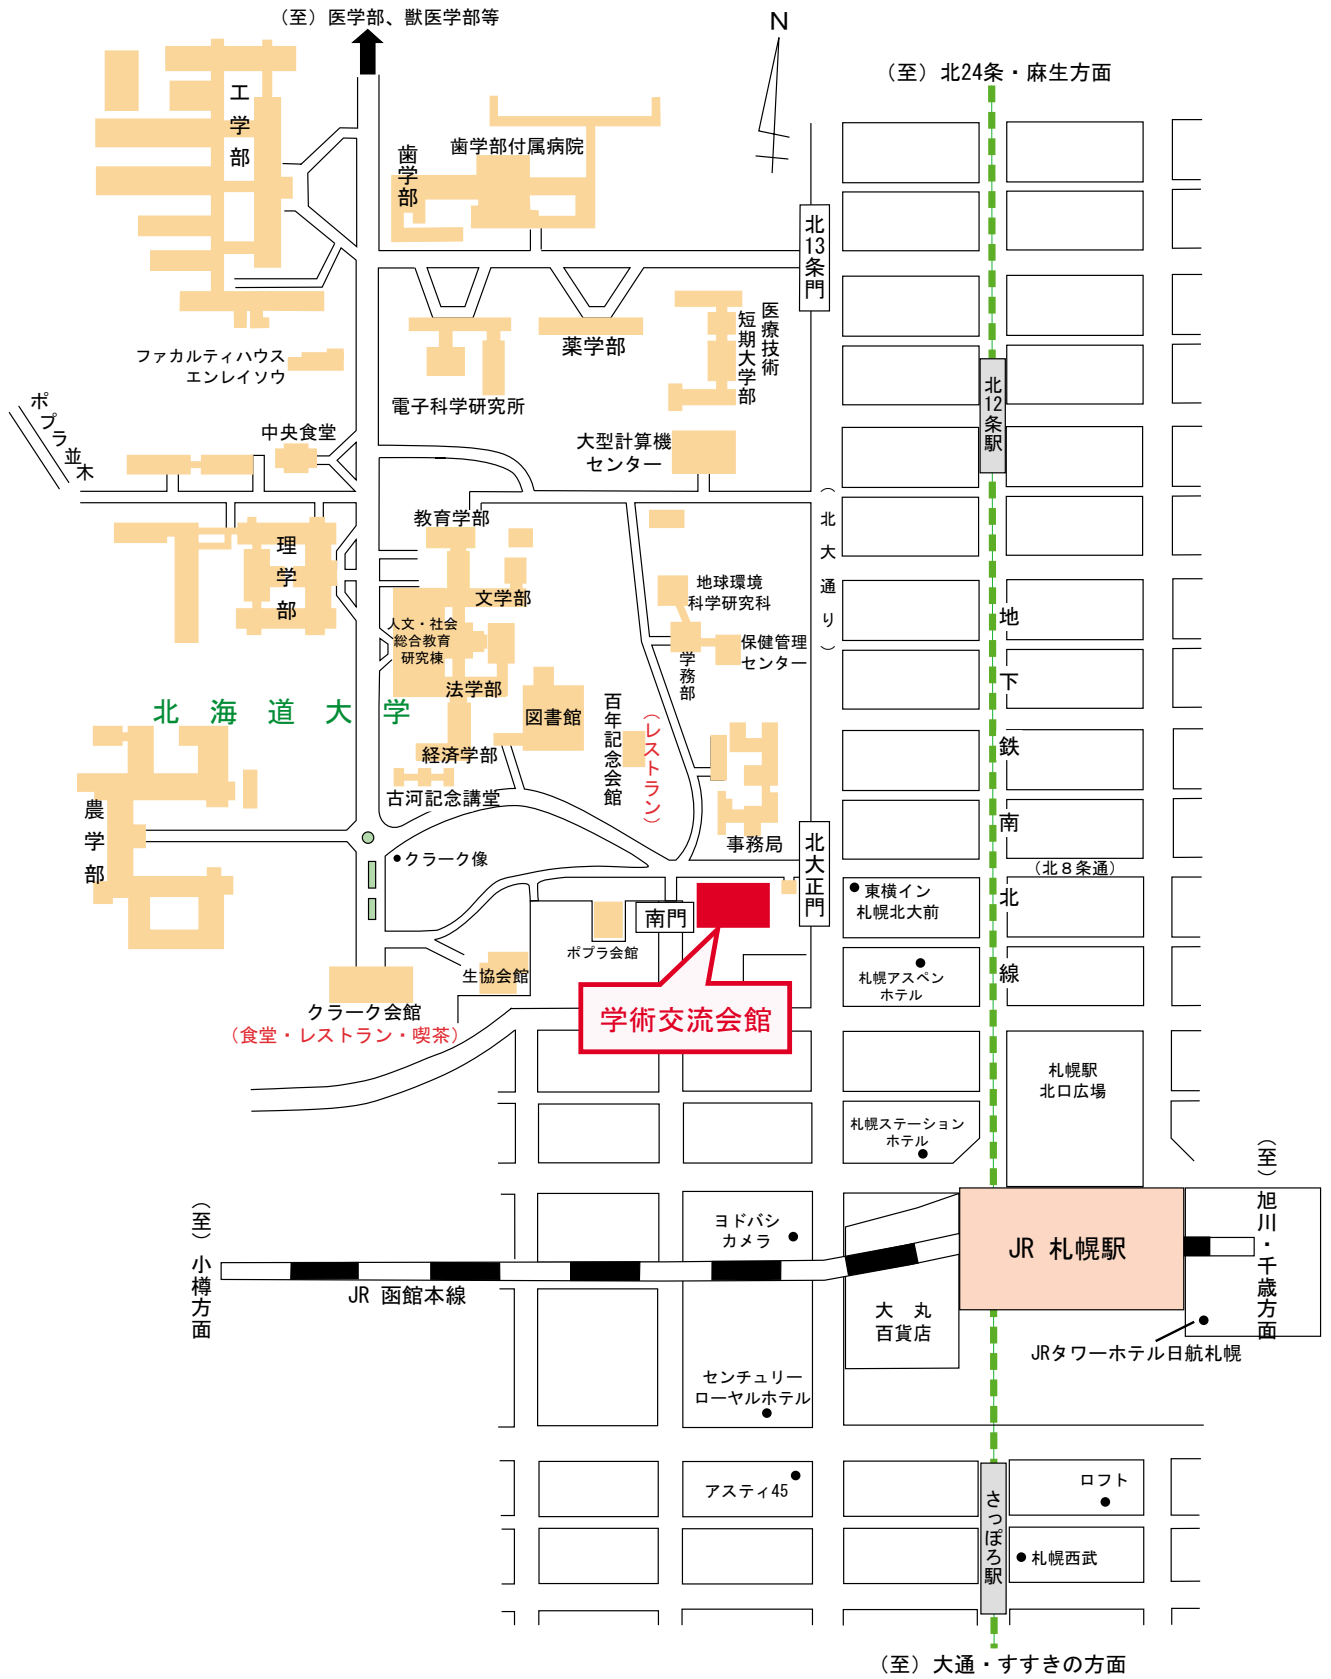 (至) 医学部、獣医学部等
N
(至) 北24条・麻生方面
工学部
歯学部
歯学部付属病院
北13条門
医療技術
短期大学部
薬学部
ファカルティハウス
エンレイソウ
電子科学研究所
北12条駅
ポプラ並木
中央食堂
大型計算機
センター
(北大通り)
教育学部
理学部
文学部
地球環境
科学研究科
人文・社会
総合教育
研究棟
学務部
保健管理
センター
地下鉄南北線
法学部
北海道大学
図書館
百年記念会館
(レストラン)
経済学部
古河記念講堂
農学部
事務局
北大正門
クラーク像
(北8条通)
東横イン
札幌北大前
南門
ポプラ会館
生協会館
札幌アスペン
ホテル
クラーク会館
(食堂・レストラン・喫茶)
学術交流会館
札幌駅
北口広場
札幌ステーション
ホテル
(至) 旭川・千歳方面
(至) 小樽方面
ヨドバシ
カメラ
JR 札幌駅
JR 函館本線
大 丸
百貨店
JRタワーホテル日航札幌
センチュリー
ローヤルホテル
アスティ45
さっぽろ駅
ロフト
札幌西武
(至) 大通・すすきの方面